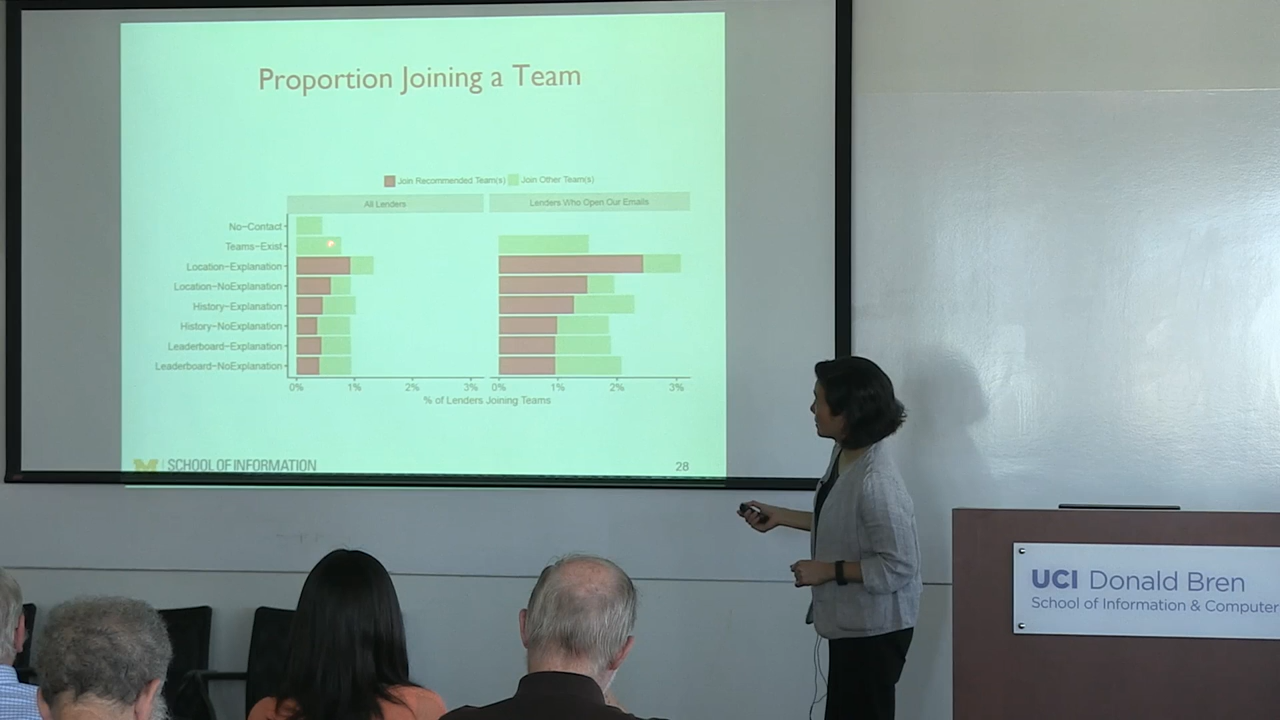 Proportion Joining a Team
Join Recommended Team(s) Join Other Team(s)
All Lenders Lenders Who Open Our Emails
No-Contact
Teams-Exist
Location-Explanation
Location-NoExplanation
History-Explanation
History-NoExplanation
Leaderboard-Explanation
Leaderboard-NoExplanation
0% 1% 2% 3% 0% 1% 2% 3%
% of Lenders Joining Teams
M SCHOOL OF INFORMATION 28
UCI Donald Bren
School of Information & Computer